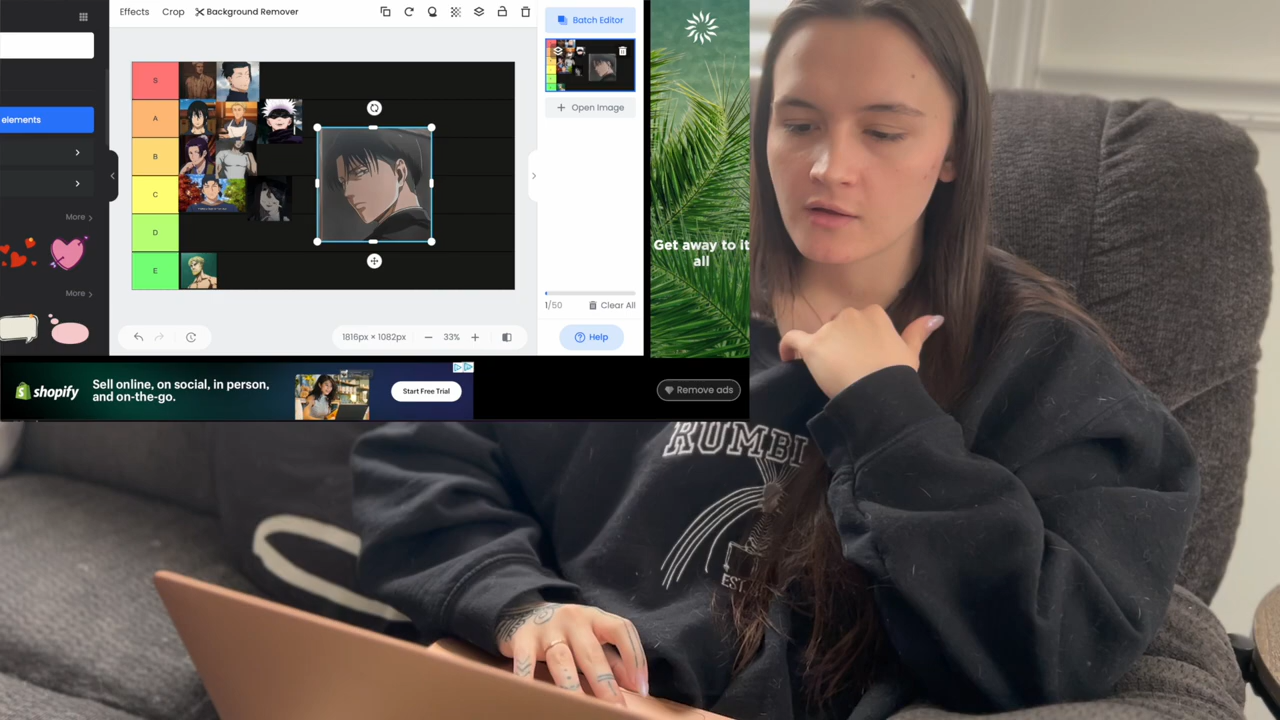 Effects Crop Background Remover
elements
More
More
S
A
B
C
D
E
1816px × 1082px
33%
Batch Editor
Open Image
1/50 Clear All
Help
Get away to it
all
shopify
Sell online, on social, in person,
and on-the-go.
Start Free Trial
Remove ads
RUMBL
EST